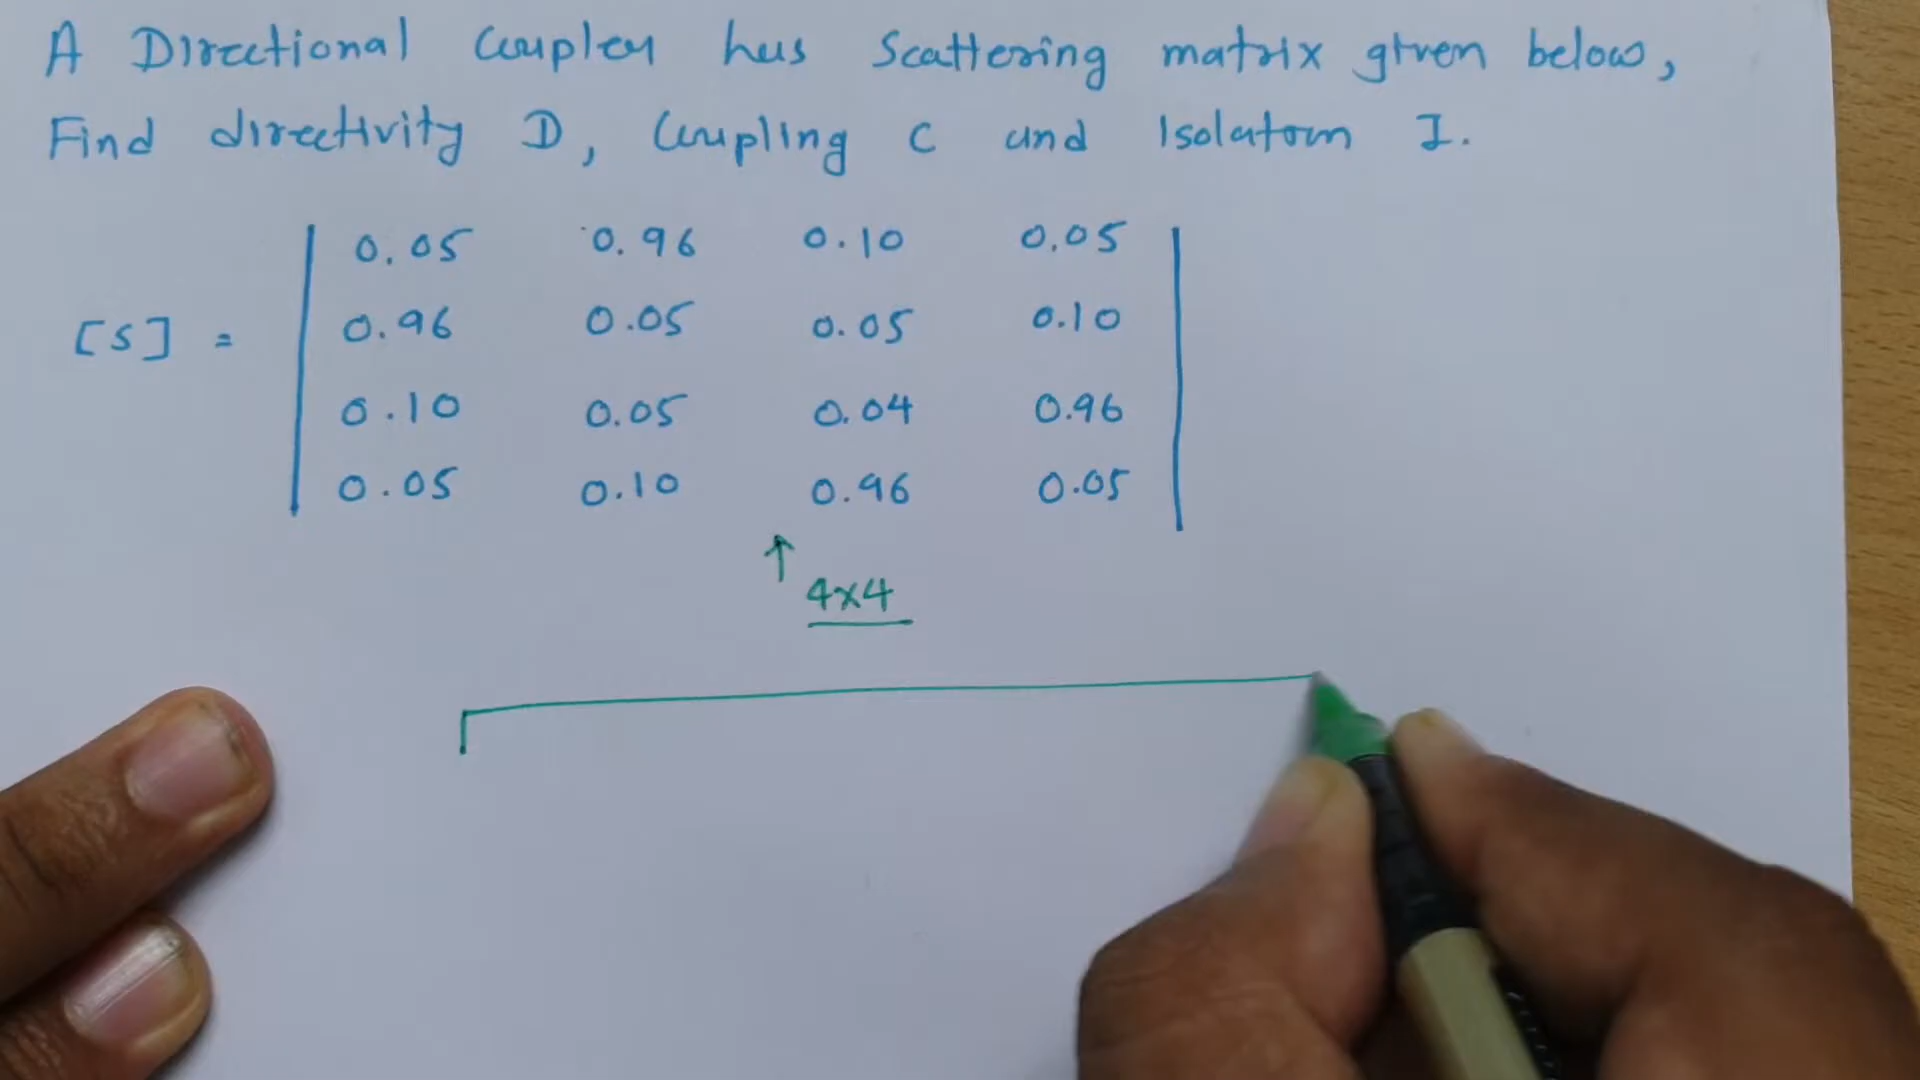 A Directional Coupler has Scattering matrix given below,
Find directivity D, Coupling C and Isolatoin I.
0.05 0.96 0.10 0.05
0.96 0.05 0.05 0.10
[S] =
0.10 0.05 0.04 0.96
0.05 0.10 0.96 0.05
↑
4x4